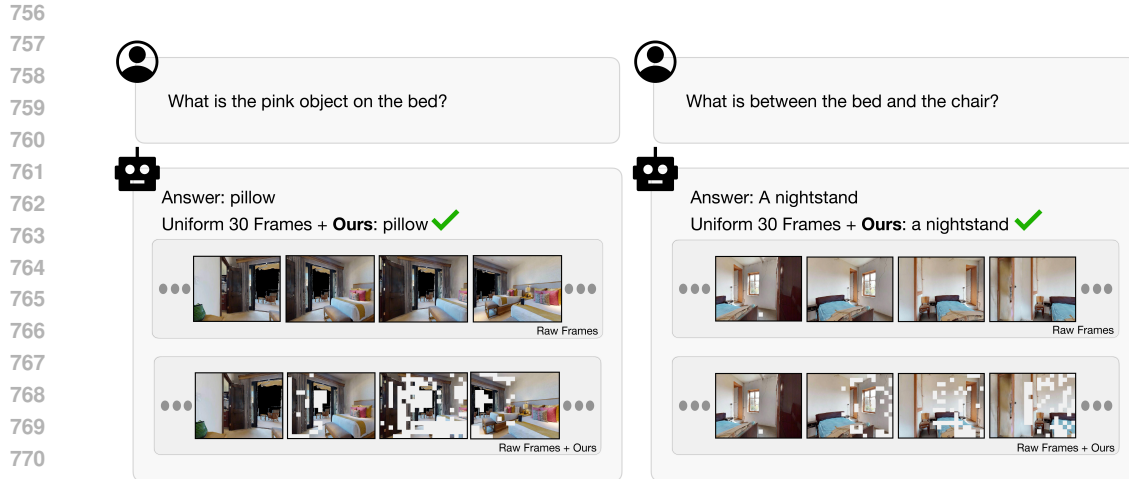 756
757
758
759
760
761
762
763
764
765
766
767
768
769
770
What is the pink object on the bed?
Answer: pillow
Uniform 30 Frames + Ours: pillow
Raw Frames
Raw Frames + Ours
What is between the bed and the chair?
Answer: A nightstand
Uniform 30 Frames + Ours: a nightstand
Raw Frames
Raw Frames + Ours